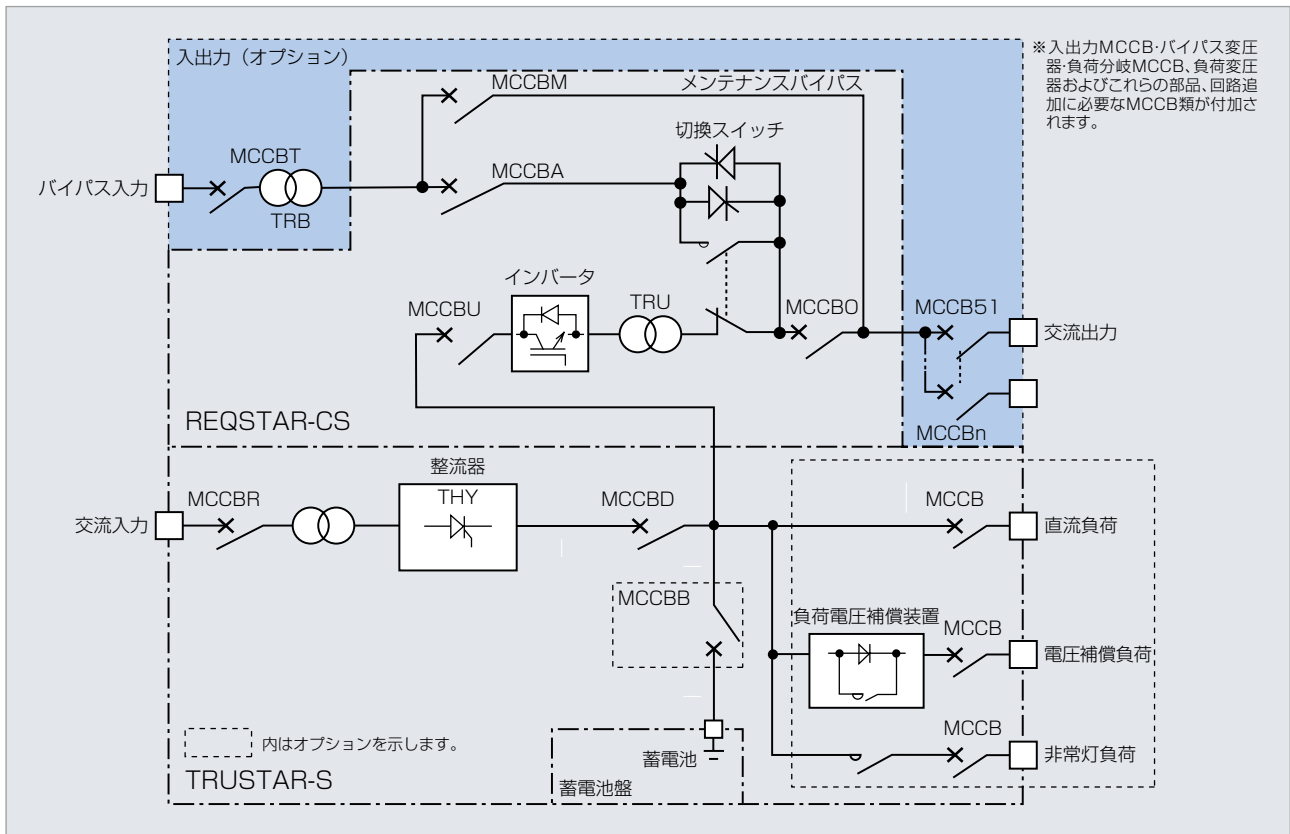 入出力（オプション）
※入出力MCCB・バイパス変圧
器・負荷分岐MCCB、負荷変圧
器およびこれらの部品、回路追
加に必要なMCCB類が付加さ
れます。
MCCBM
メンテナンスバイパス
切換スイッチ
MCCBT
MCCBA
バイパス入力
TRB
インバータ
MCCBU
TRU
MCCBO
MCCB51
交流出力
REQSTAR-CS
MCCBn
整流器
MCCBR
THY
MCCBD
MCCB
交流入力
直流負荷
MCCBB
負荷電圧補償装置
MCCB
電圧補償負荷
MCCB
内はオプションを示します。
蓄電池
非常灯負荷
TRUSTAR-S
蓄電池盤